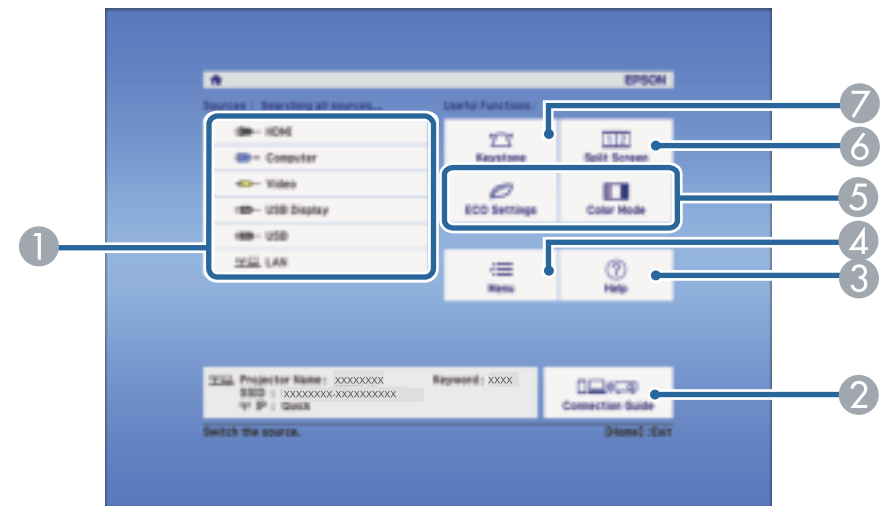 EPSON
Sources : Searching all sources...
Useful Functions:
HDMI
Computer
Video
USB Display
USB
LAN
Keystone
Split Screen
ECO Settings
Color Mode
Menu
Help
Projector Name : XXXXXXXX
Keyword : XXXX
SSID : XXXXXXXX-XXXXXXXXXX
IP : Quick
Connection Guide
Switch the source.
[Home] :Exit
1
7
6
5
4
3
2